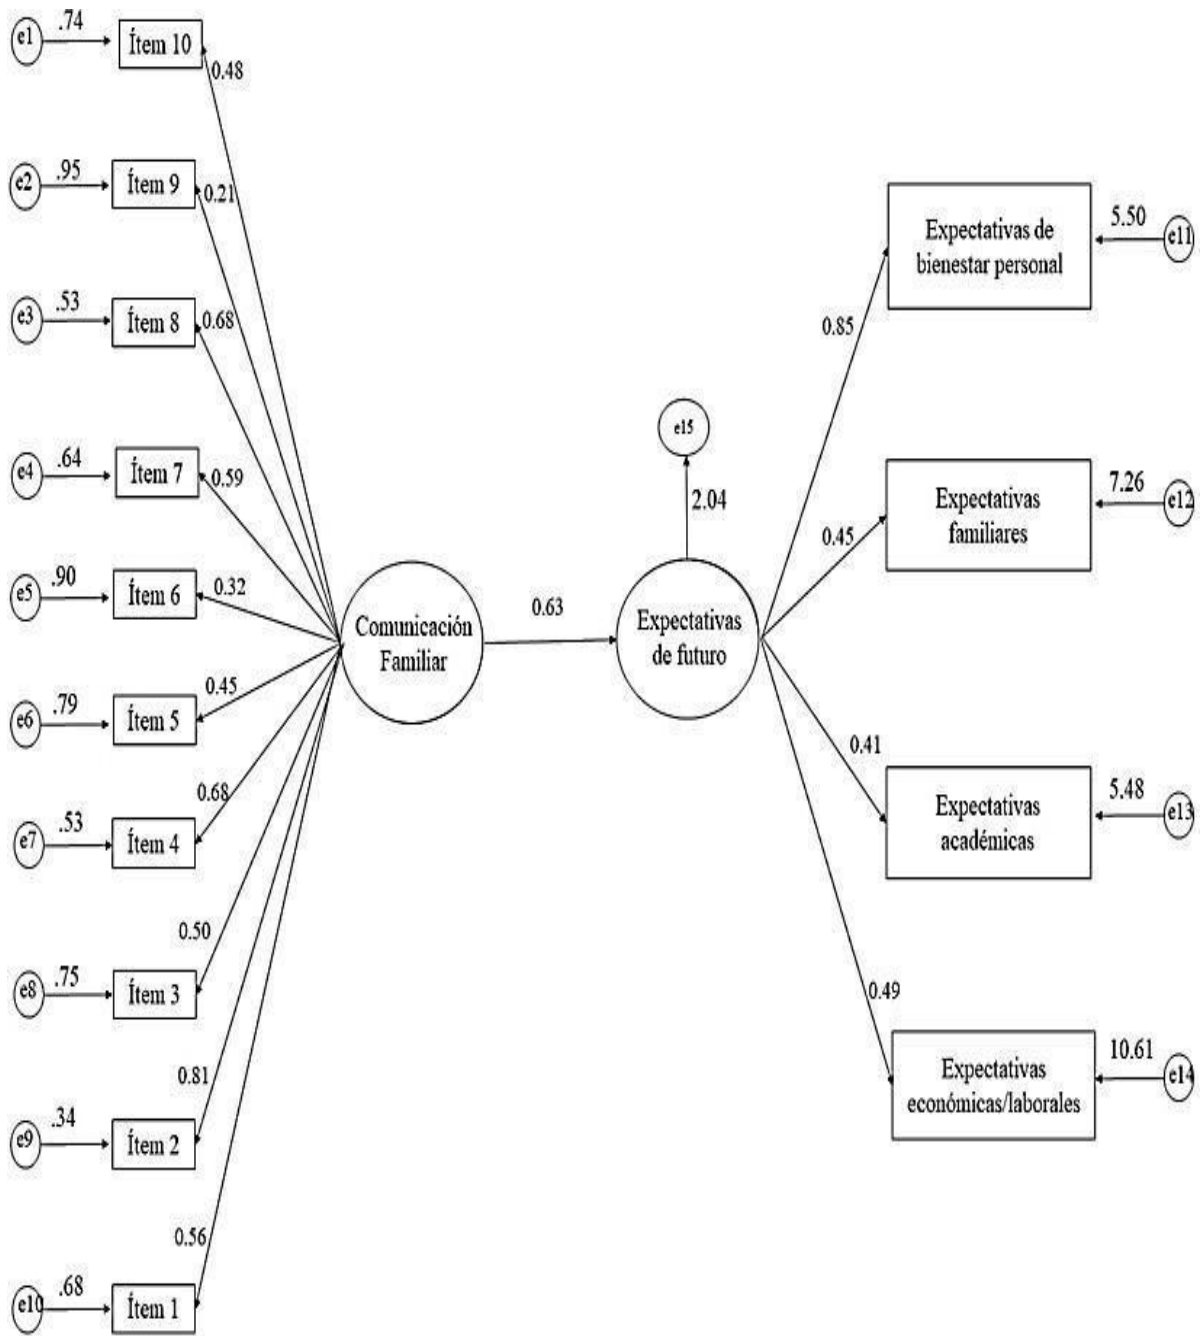 e1
.74
Ítem 10
0.48
e2
.95
Ítem 9
0.21
e3
.53
Ítem 8
0.68
e4
.64
Ítem 7
0.59
e5
.90
Ítem 6
0.32
e6
.79
Ítem 5
0.45
e7
.53
Ítem 4
0.68
e8
.75
Ítem 3
0.50
e9
.34
Ítem 2
0.81
e10
.68
Ítem 1
0.56
Comunicación
Familiar
0.63
Expectativas
de futuro
2.04
e15
0.85
Expectativas de
bienestar personal
5.50
e11
0.45
Expectativas
familiares
7.26
e12
0.41
Expectativas
académicas
5.48
e13
0.49
Expectativas
económicas/laborales
10.61
e14